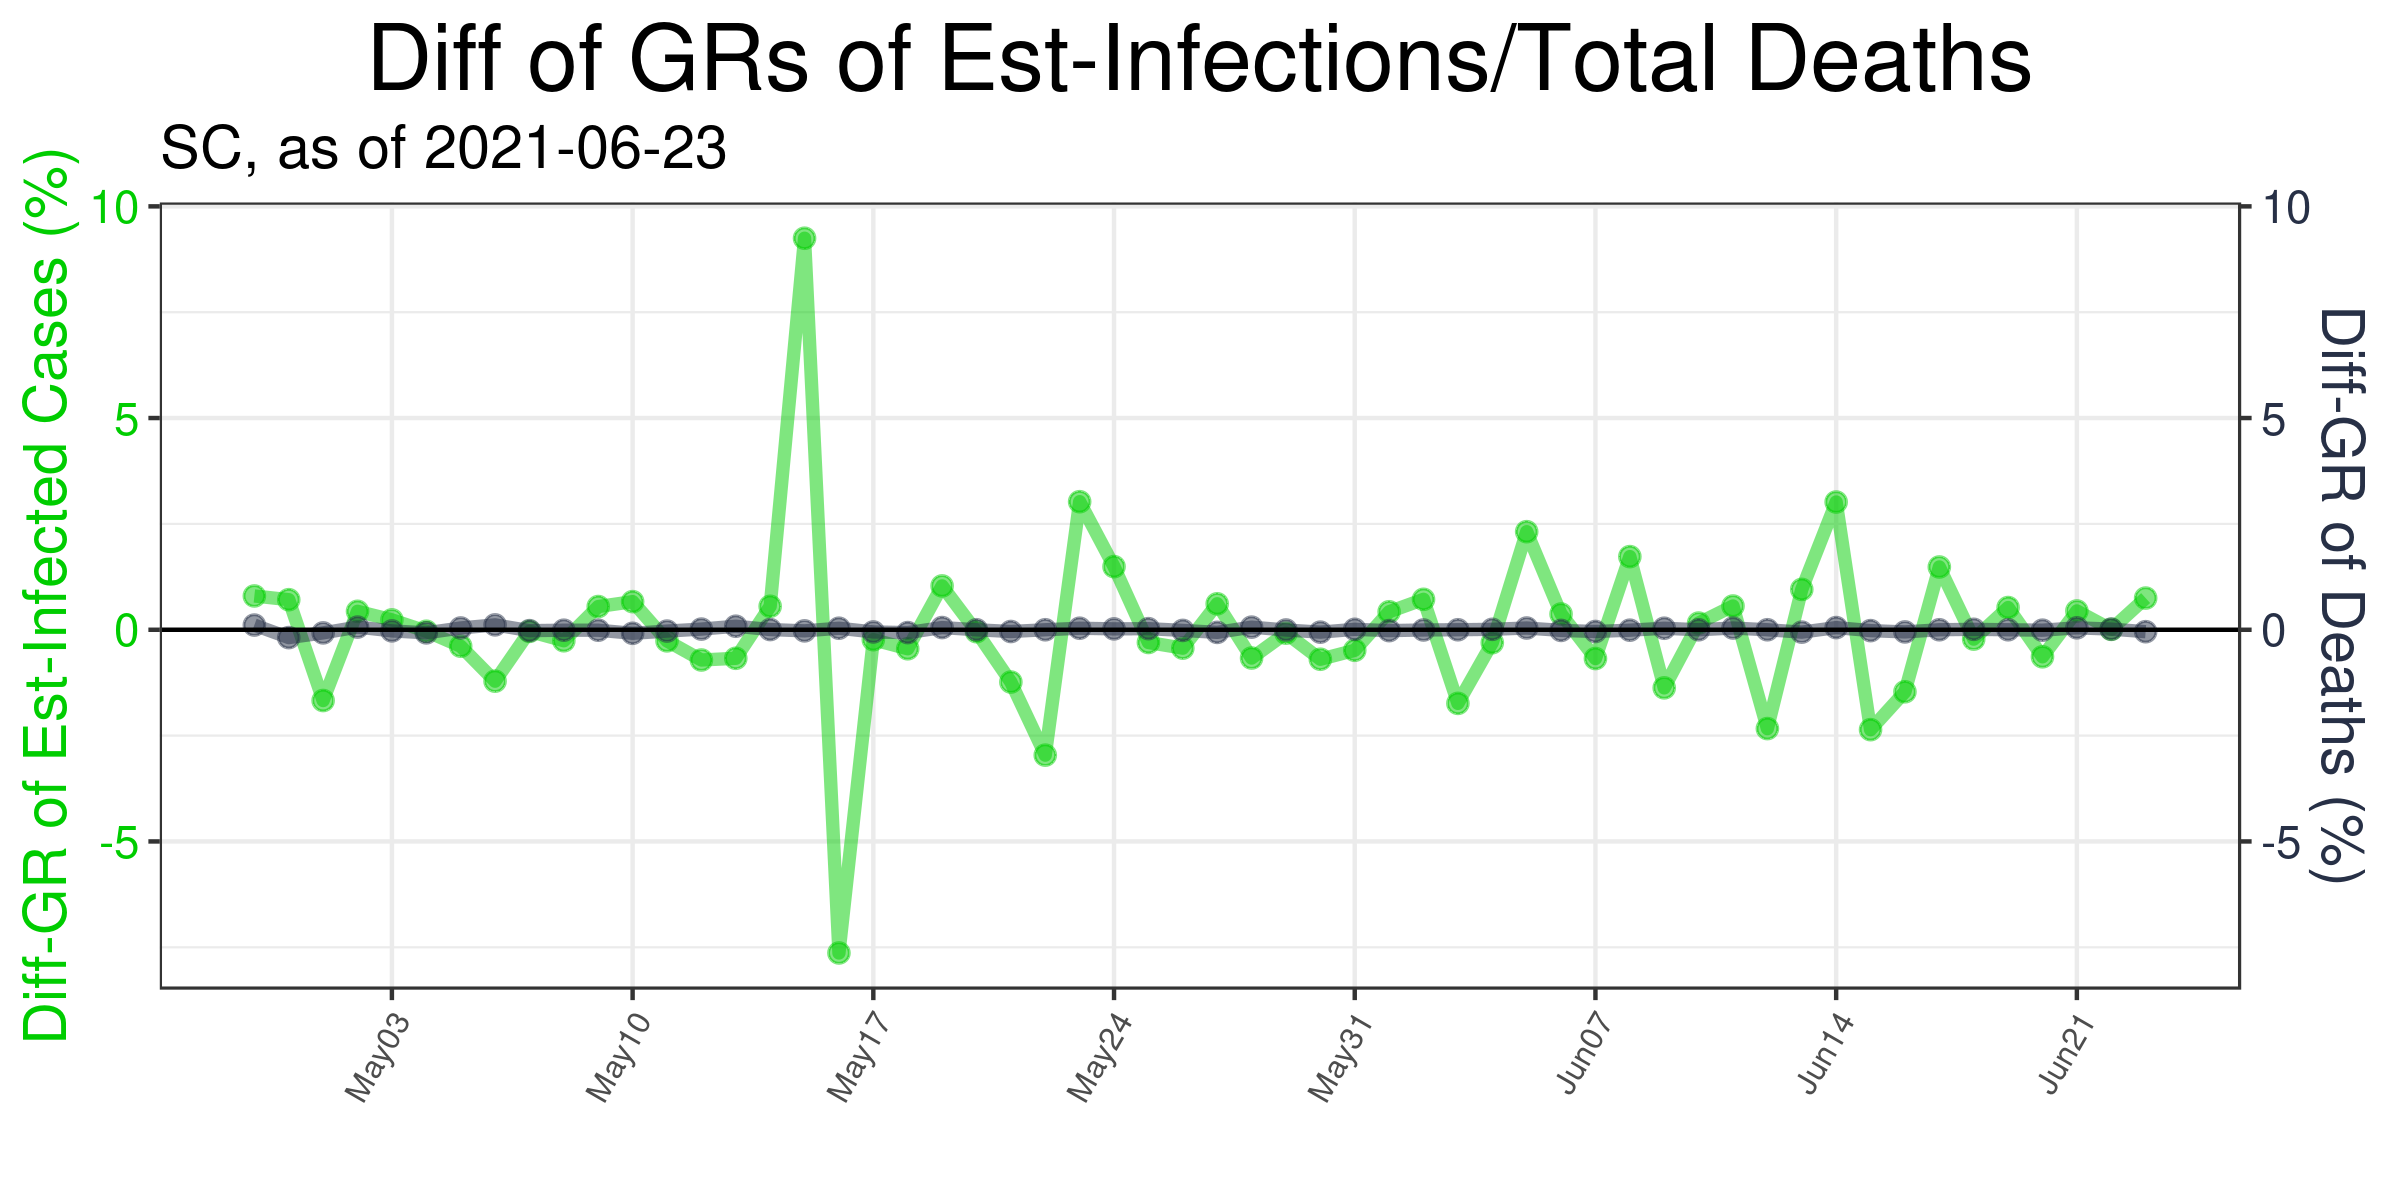 Diff of GRs of Est-Infections/Total Deaths
SC, as of 2021-06-23
Diff-GR of Est-Infected Cases (%)
10
5
0
-5
10
5
0
-5
Diff-GR of Deaths (%)
May03
May10
May17
May24
May31
Jun07
Jun14
Jun21